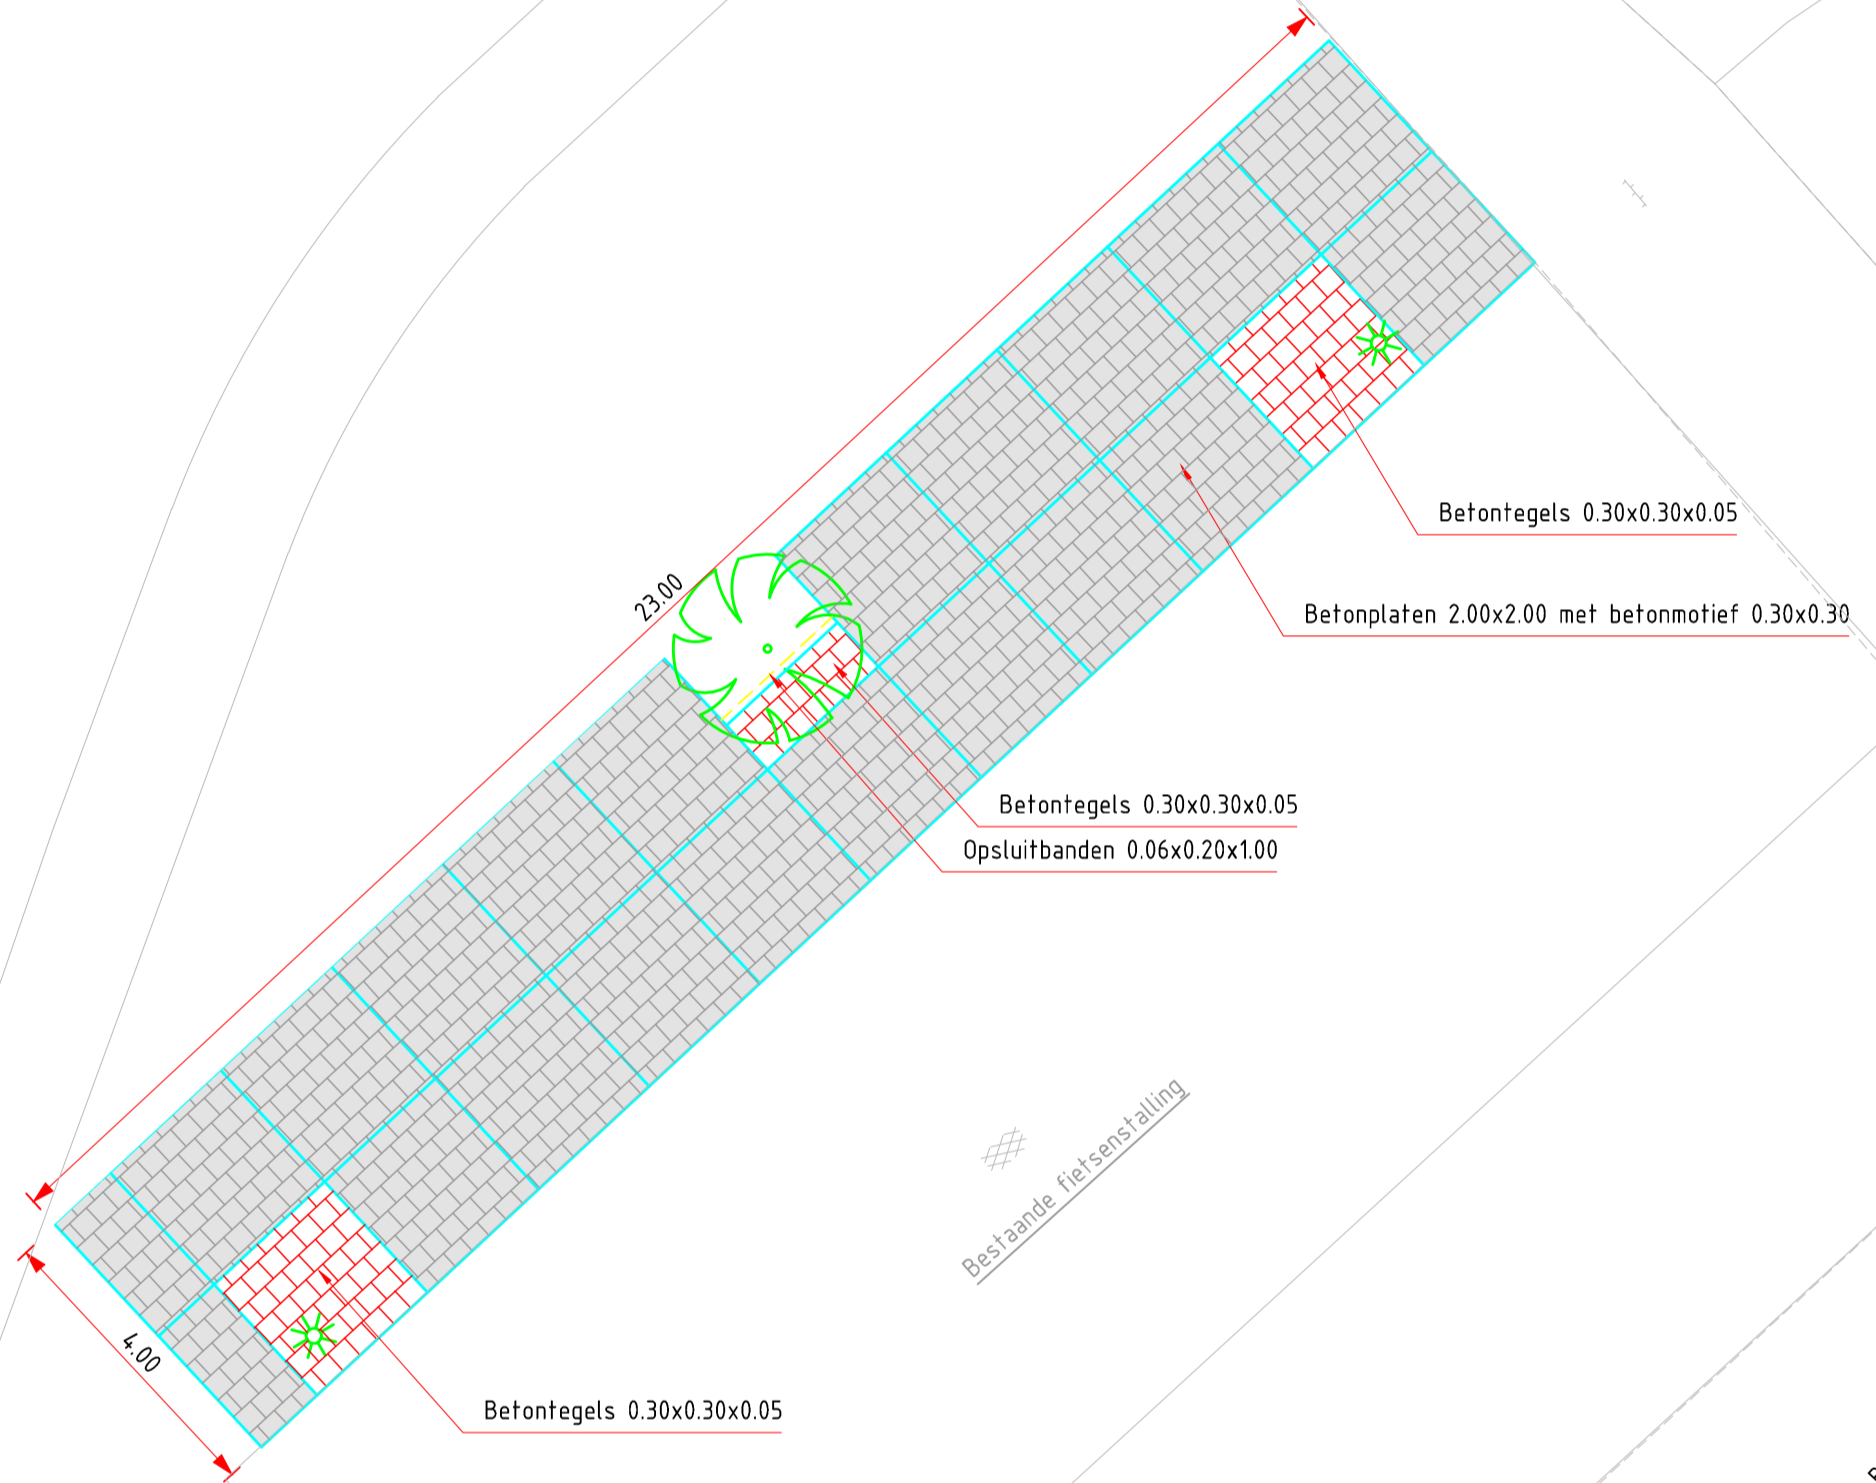 23.00
Betontegels 0.30x0.30x0.05
Betonplaten 2.00x2.00 met betonmotief 0.30x0.30
Betontegels 0.30x0.30x0.05
Opsluitbanden 0.06x0.20x1.00
Bestaande fietsenstalling
4.00
Betontegels 0.30x0.30x0.05